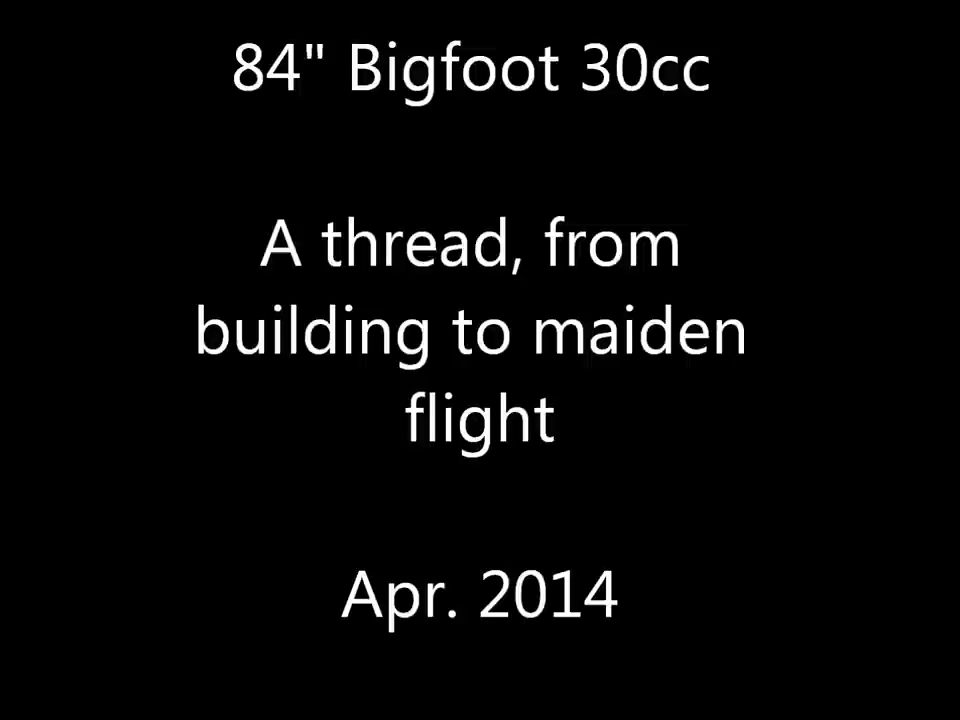 84" Bigfoot 30cc
A thread, from
building to maiden
flight
Apr. 2014